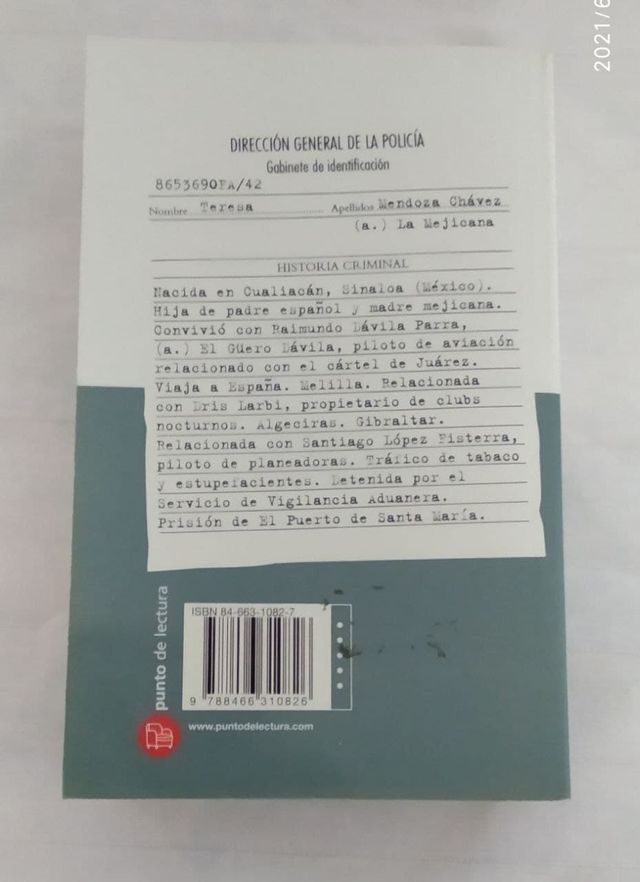 2021/6
DIRECCIÓN GENERAL DE LA POLICÍA
Gabinete de identificación
8653690FA/42
Nombre Teresa Apellidos Mendoza Chávez
(a.) La Mejicana
HISTORIA CRIMINAL
Nacida en Cualiacán, Sinaloa (México).
Hija de padre español y madre mejicana.
Convivió con Raimundo Dávila Parra,
(a.) El Güero Dávila, piloto de aviación
relacionado con el cártel de Juárez.
Viaja a España. Melilla. Relacionada
con Dris Larbi, propietario de clubs
nocturnos. Algeciras. Gibraltar.
Relacionada con Santiago López Fisterra,
piloto de planeadoras. Tráfico de tabaco
y estupefacientes. Detenida por el
Servicio de Vigilancia Aduanera.
Prisión de El Puerto de Santa María.
punto de lectura
ISBN 84-663-1082-7
9 788466 310826
www.puntodelectura.com